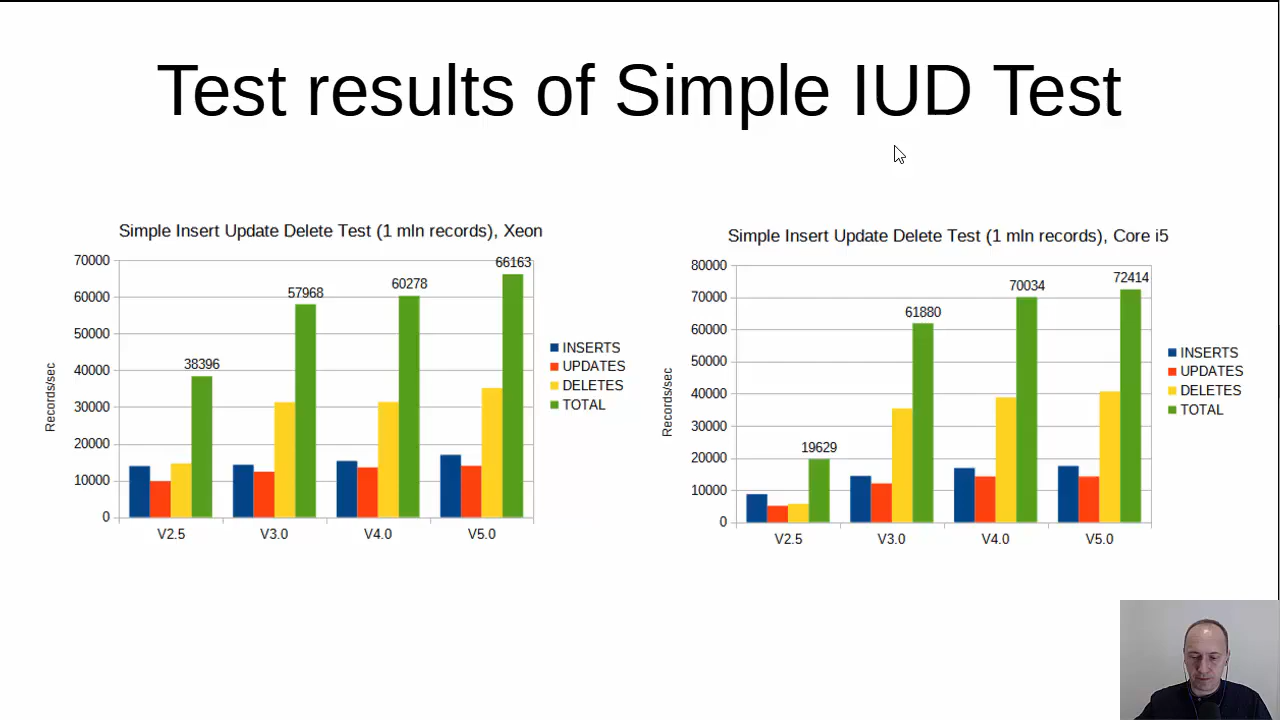 Test results of Simple IUD Test
Simple Insert Update Delete Test (1 mln records), Xeon
70000
60000
50000
40000
30000
20000
10000
0
Records/sec
38396
57968
60278
66163
V2.5
V3.0
V4.0
V5.0
INSERTS
UPDATES
DELETES
TOTAL
Simple Insert Update Delete Test (1 mln records), Core i5
80000
70000
60000
50000
40000
30000
20000
10000
0
Records/sec
19629
61880
70034
72414
V2.5
V3.0
V4.0
V5.0
INSERTS
UPDATES
DELETES
TOTAL